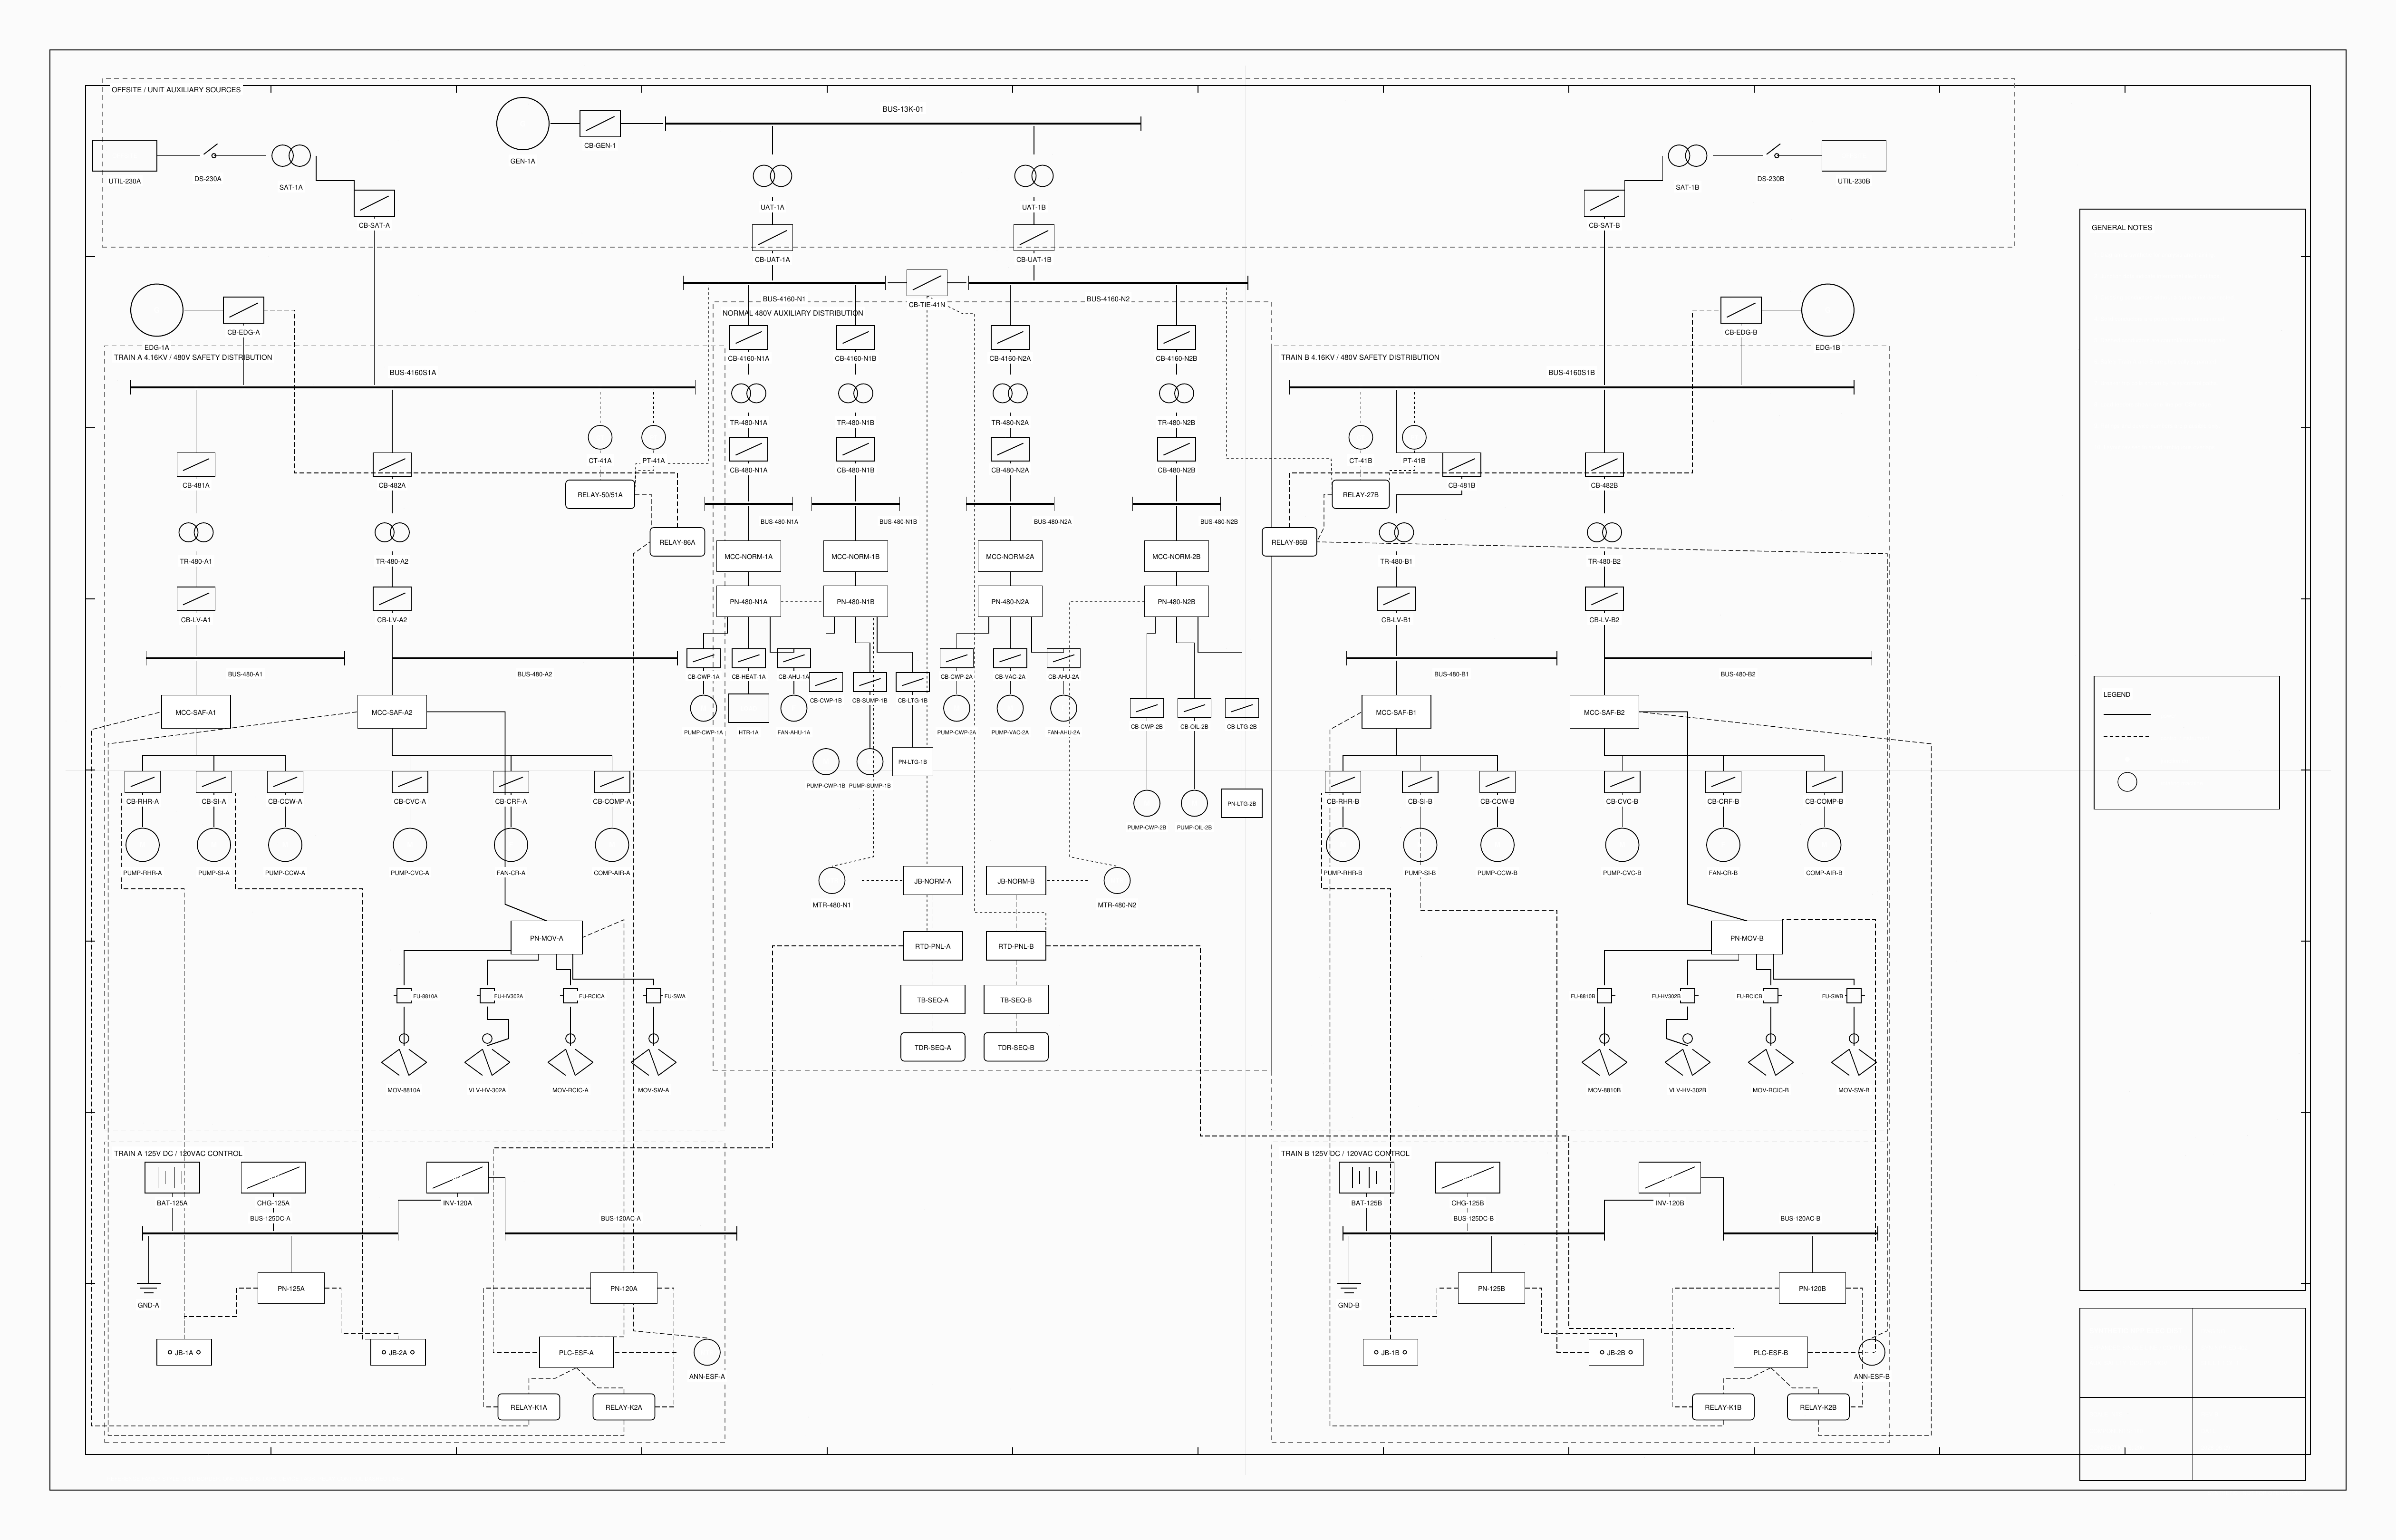 OFFSITE / UNIT AUXILIARY SOURCES
BUS-13K-01
CB-GEN-1
GEN-1A
UTIL-230A
DS-230A
SAT-1A
SAT-1B
DS-230B
UTIL-230B
UAT-1A
UAT-1B
CB-SAT-A
CB-SAT-B
GENERAL NOTES
CB-UAT-1A
CB-UAT-1B
BUS-4160-N1
CB-TIE-41N
BUS-4160-N2
NORMAL 480V AUXILIARY DISTRIBUTION
CB-EDG-A
CB-EDG-B
EDG-1A
EDG-1B
TRAIN A 4.16KV / 480V SAFETY DISTRIBUTION
CB-4160-N1A
CB-4160-N1B
CB-4160-N2A
CB-4160-N2B
TRAIN B 4.16KV / 480V SAFETY DISTRIBUTION
BUS-4160S1A
BUS-4160S1B
TR-480-N1A
TR-480-N1B
TR-480-N2A
TR-480-N2B
CT-41A
PT-41A
CT-41B
PT-41B
CB-480-N1A
CB-480-N1B
CB-480-N2A
CB-480-N2B
CB-481A
CB-482A
CB-481B
CB-482B
RELAY-50/51A
RELAY-27B
BUS-480-N1A
BUS-480-N1B
BUS-480-N2A
BUS-480-N2B
RELAY-86A
RELAY-86B
MCC-NORM-1A
MCC-NORM-1B
MCC-NORM-2A
MCC-NORM-2B
TR-480-A1
TR-480-A2
TR-480-B1
TR-480-B2
PN-480-N1A
PN-480-N1B
PN-480-N2A
PN-480-N2B
CB-LV-A1
CB-LV-A2
CB-LV-B1
CB-LV-B2
BUS-480-A1
BUS-480-A2
CB-CWP-1A
CB-HEAT-1A
CB-AHU-1A
CB-CWP-2A
CB-VAC-2A
CB-AHU-2A
BUS-480-B1
BUS-480-B2
LEGEND
CB-CWP-1B
CB-SUMP-1B
CB-LTG-1B
MCC-SAF-A1
MCC-SAF-A2
MCC-SAF-B1
MCC-SAF-B2
CB-CWP-2B
CB-OIL-2B
CB-LTG-2B
PUMP-CWP-1A
HTR-1A
FAN-AHU-1A
PUMP-CWP-2A
PUMP-VAC-2A
FAN-AHU-2A
PN-LTG-1B
PUMP-CWP-1B
PUMP-SUMP-1B
CB-RHR-A
CB-SI-A
CB-CCW-A
CB-CVC-A
CB-CRF-A
CB-COMP-A
PN-LTG-2B
CB-RHR-B
CB-SI-B
CB-CCW-B
CB-CVC-B
CB-CRF-B
CB-COMP-B
PUMP-CWP-2B
PUMP-OIL-2B
PUMP-RHR-A
PUMP-SI-A
PUMP-CCW-A
PUMP-CVC-A
FAN-CR-A
COMP-AIR-A
PUMP-RHR-B
PUMP-SI-B
PUMP-CCW-B
PUMP-CVC-B
FAN-CR-B
COMP-AIR-B
JB-NORM-A
JB-NORM-B
MTR-480-N1
MTR-480-N2
PN-MOV-A
PN-MOV-B
RTD-PNL-A
RTD-PNL-B
FU-8810A
FU-HV302A
FU-RCICA
FU-SWA
TB-SEQ-A
TB-SEQ-B
FU-8810B
FU-HV302B
FU-RCICB
FU-SWB
TDR-SEQ-A
TDR-SEQ-B
MOV-8810A
VLV-HV-302A
MOV-RCIC-A
MOV-SW-A
MOV-8810B
VLV-HV-302B
MOV-RCIC-B
MOV-SW-B
TRAIN A 125V DC / 120VAC CONTROL
TRAIN B 125V DC / 120VAC CONTROL
BAT-125A
CHG-125A
INV-120A
BAT-125B
CHG-125B
INV-120B
BUS-125DC-A
BUS-120AC-A
BUS-125DC-B
BUS-120AC-B
PN-125A
PN-120A
PN-125B
PN-120B
GND-A
GND-B
JB-1A
JB-2A
PLC-ESF-A
JB-1B
JB-2B
PLC-ESF-B
ANN-ESF-A
ANN-ESF-B
RELAY-K1A
RELAY-K2A
RELAY-K1B
RELAY-K2B